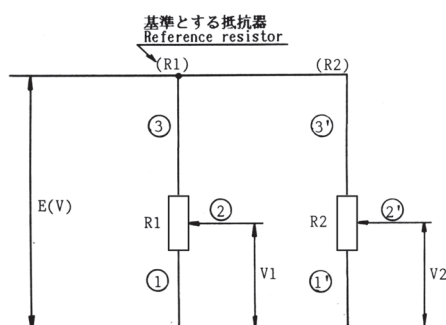 基準とする抵抗器
Reference resistor
(R1)
(R2)
③
③'
E(V)
R1
②
R2
②'
①
V1
①'
V2